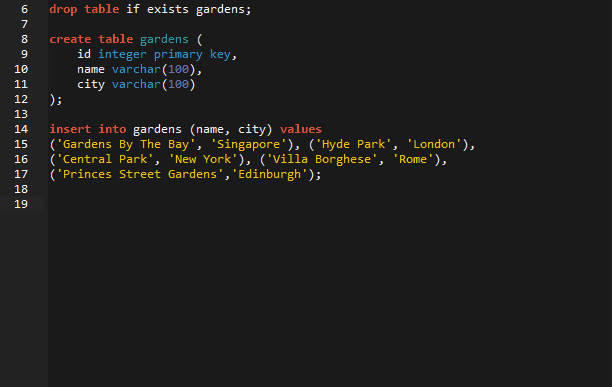 6 drop table if exists gardens;
7
8 create table gardens (
9 id integer primary key,
10 name varchar(100),
11 city varchar(100)
12 );
13
14 insert into gardens (name, city) values
15 ('Gardens By The Bay', 'Singapore'), ('Hyde Park', 'London'),
16 ('Central Park', 'New York'), ('Villa Borghese', 'Rome'),
17 ('Princes Street Gardens','Edinburgh');
18
19